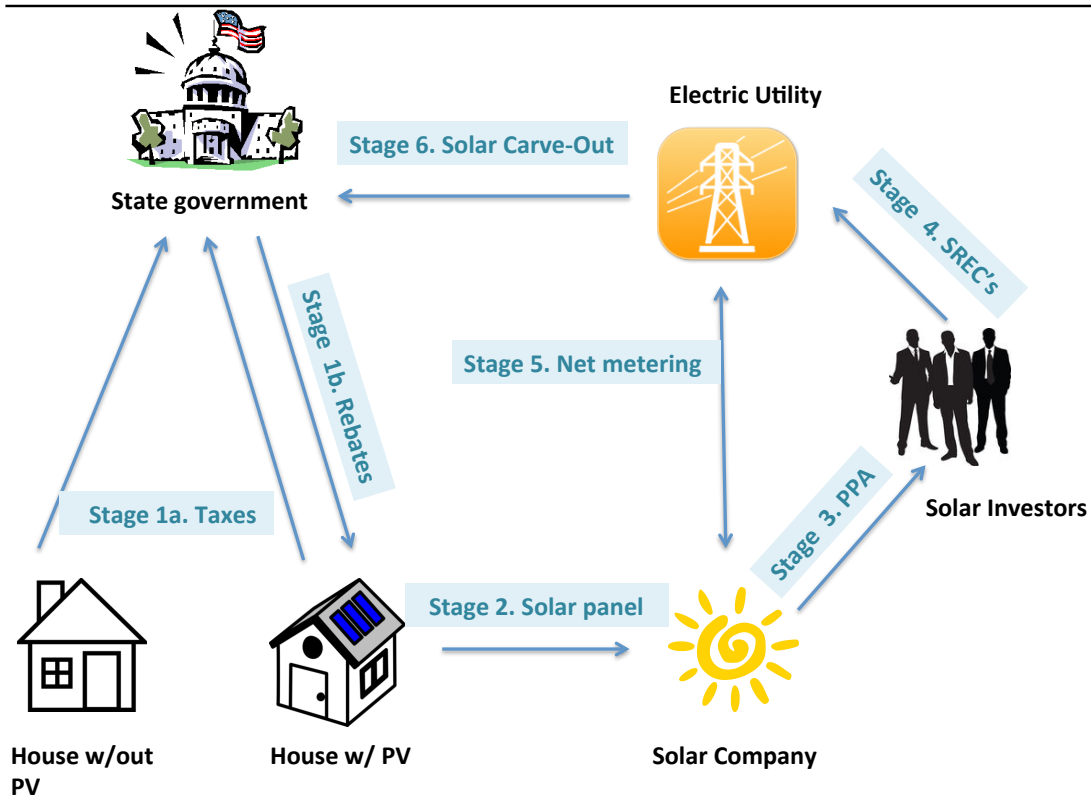 Electric Utility
Stage 6. Solar Carve-Out
State government
Stage 4. SREC's
Stage 1b. Rebates
Stage 5. Net metering
Stage 3. PPA
Solar Investors
Stage 1a. Taxes
Stage 2. Solar panel
House w/out
PV
House w/ PV
Solar Company